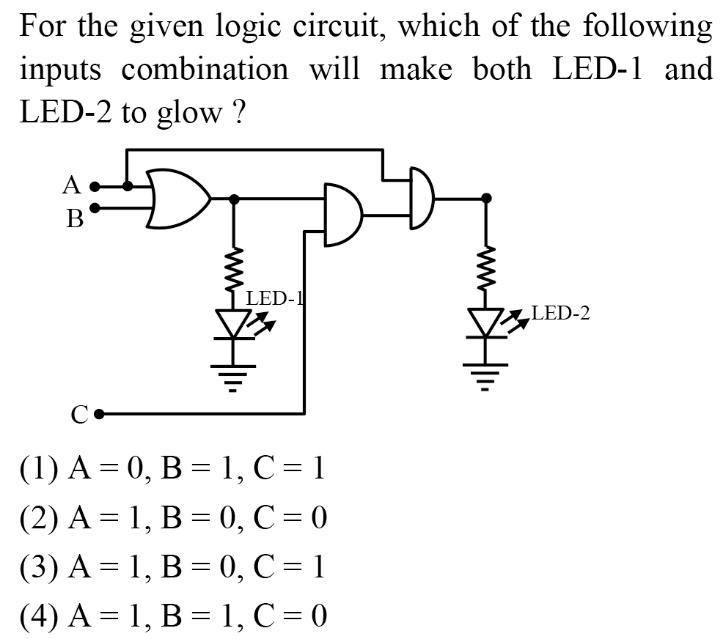 For the given logic circuit, which of the following
inputs combination will make both LED-1 and
LED-2 to glow ?
A
B
LED-1
LED-2
C
(1) A = 0, B = 1, C = 1
(2) A = 1, B = 0, C = 0
(3) A = 1, B = 0, C = 1
(4) A = 1, B = 1, C = 0